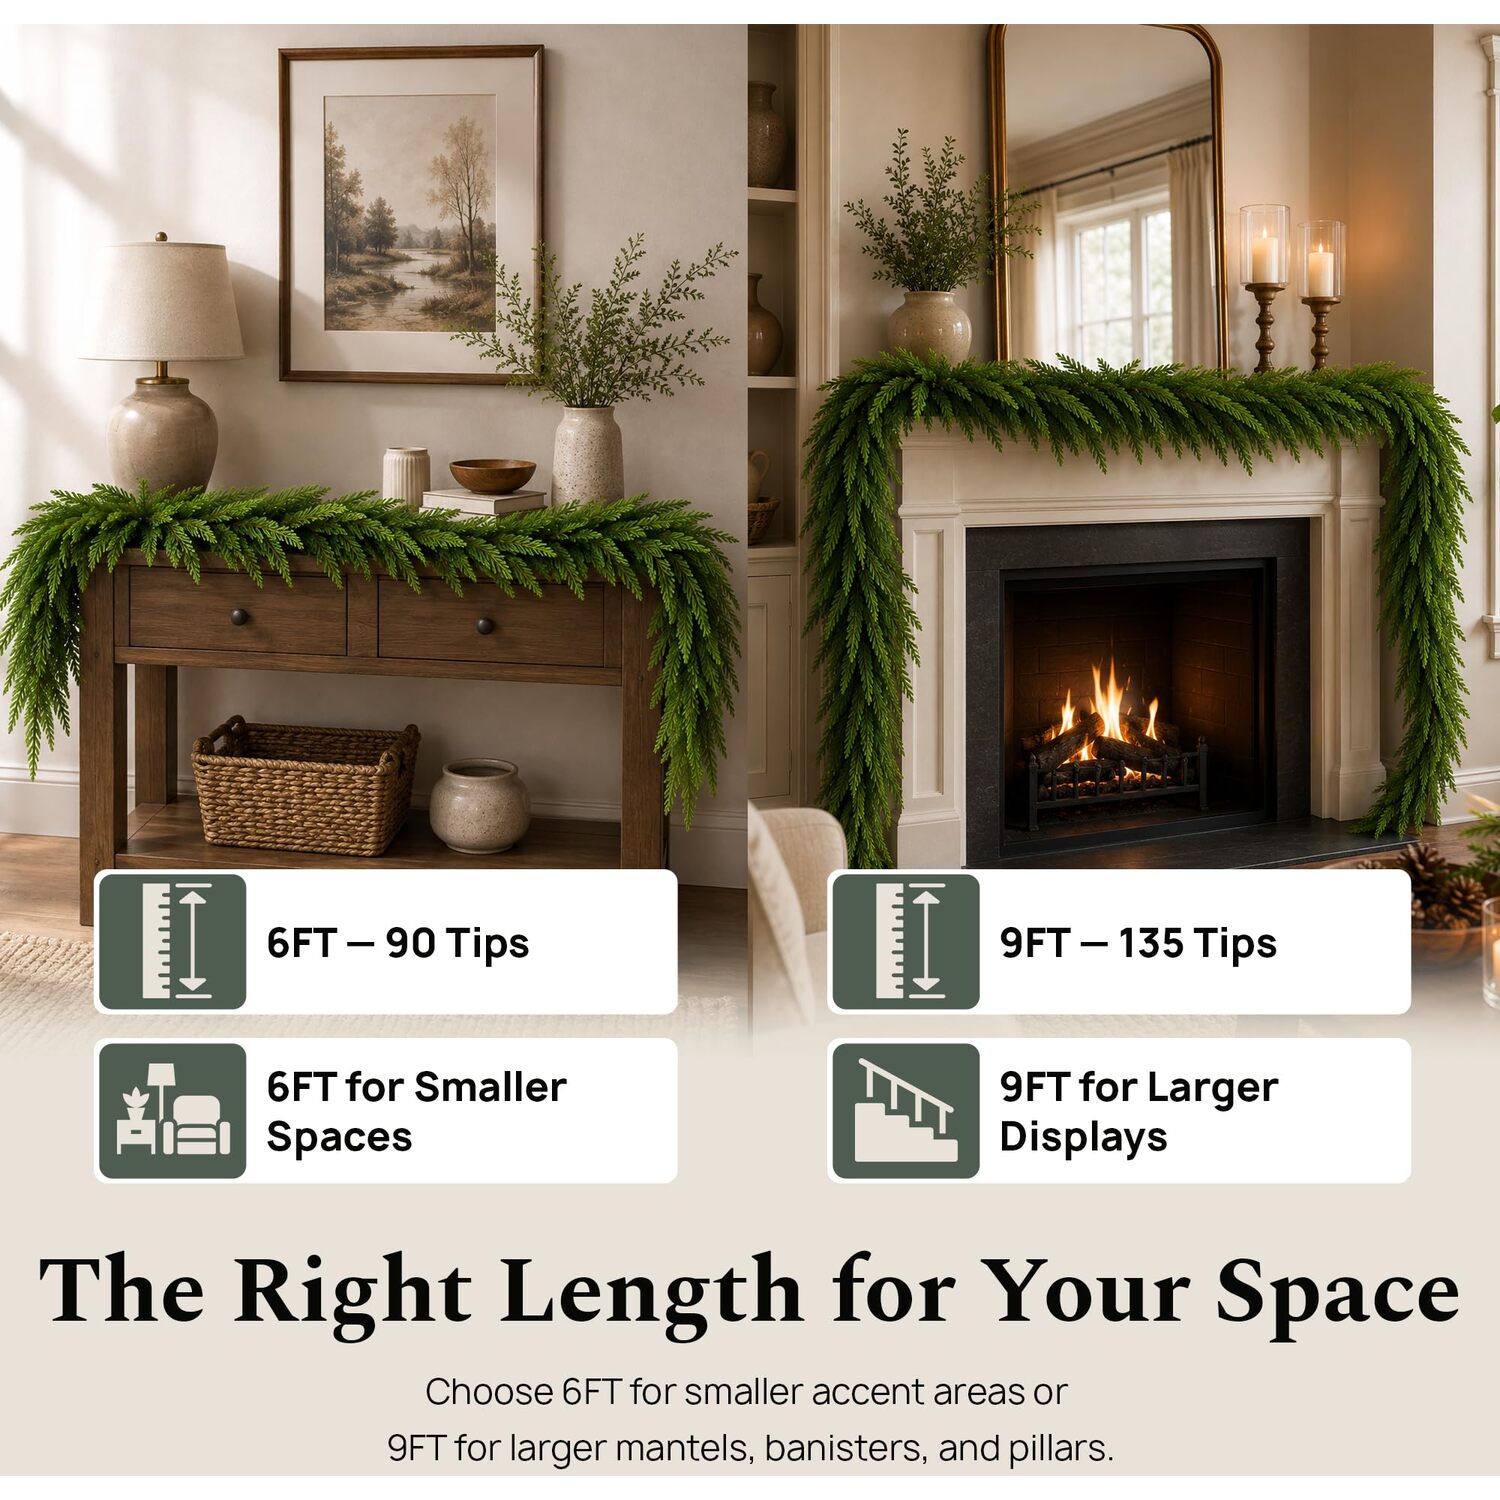 6FT — 90 Tips
9FT — 135 Tips
6FT for Smaller
Spaces
9FT for Larger
Displays
The Right Length for Your Space
Choose 6FT for smaller accent areas or
9FT for larger mantels, banisters, and pillars.